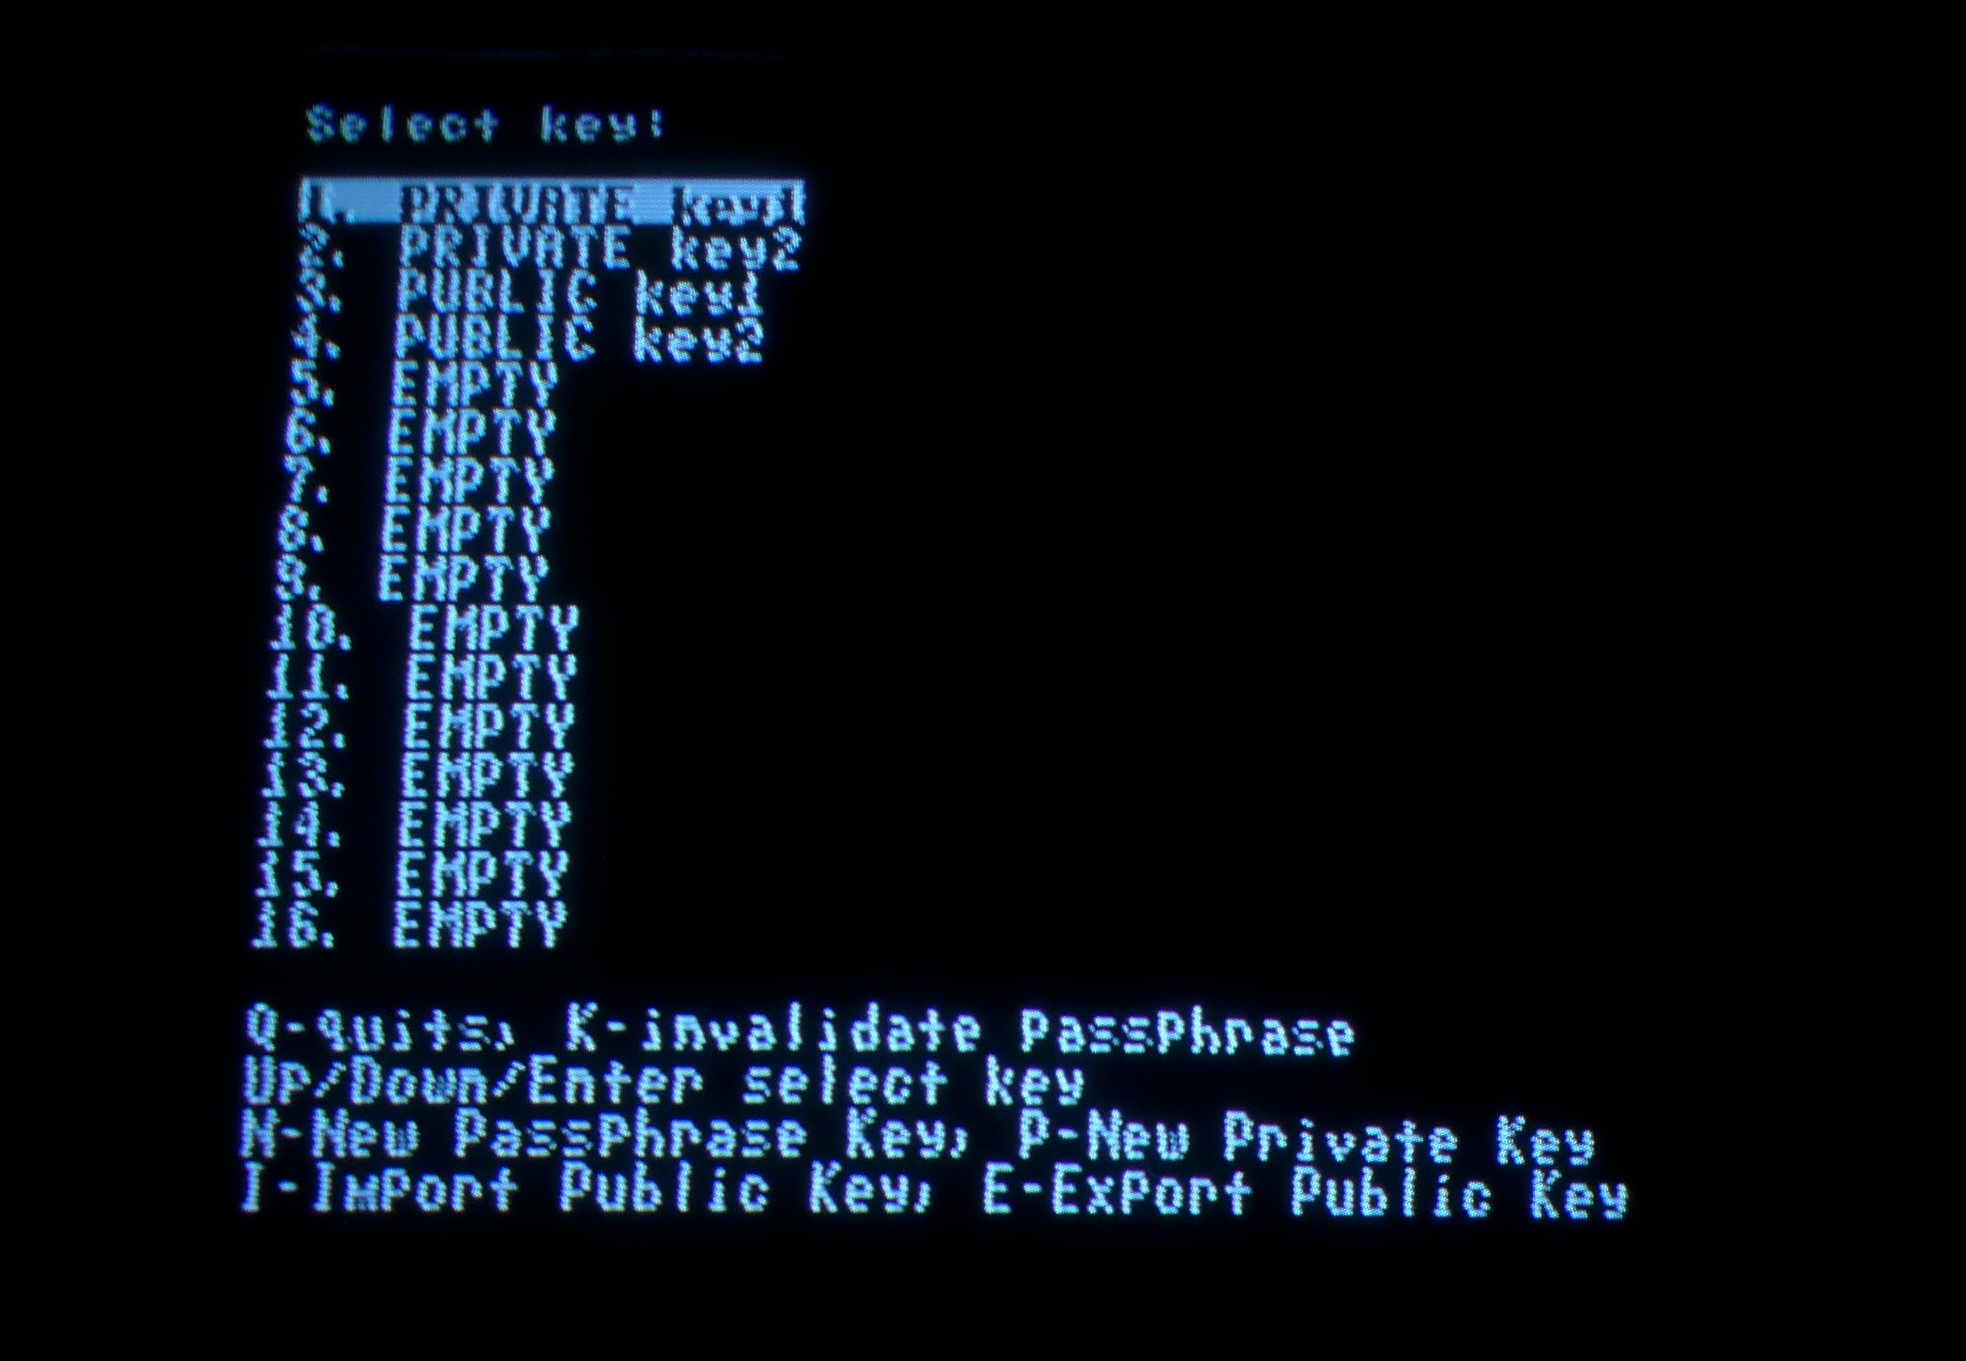 Select key:
1. PRIVATE key1
2. PRIVATE key2
3. PUBLIC key1
4. PUBLIC key2
5. EMPTY
6. EMPTY
7. EMPTY
8. EMPTY
9. EMPTY
10. EMPTY
11. EMPTY
12. EMPTY
13. EMPTY
14. EMPTY
15. EMPTY
16. EMPTY
Q-quits, K-invalidate passphrase
Up/Down/Enter select key
N-New Passphrase Key, P-New Private Key
I-Import Public Key, E-Export Public Key